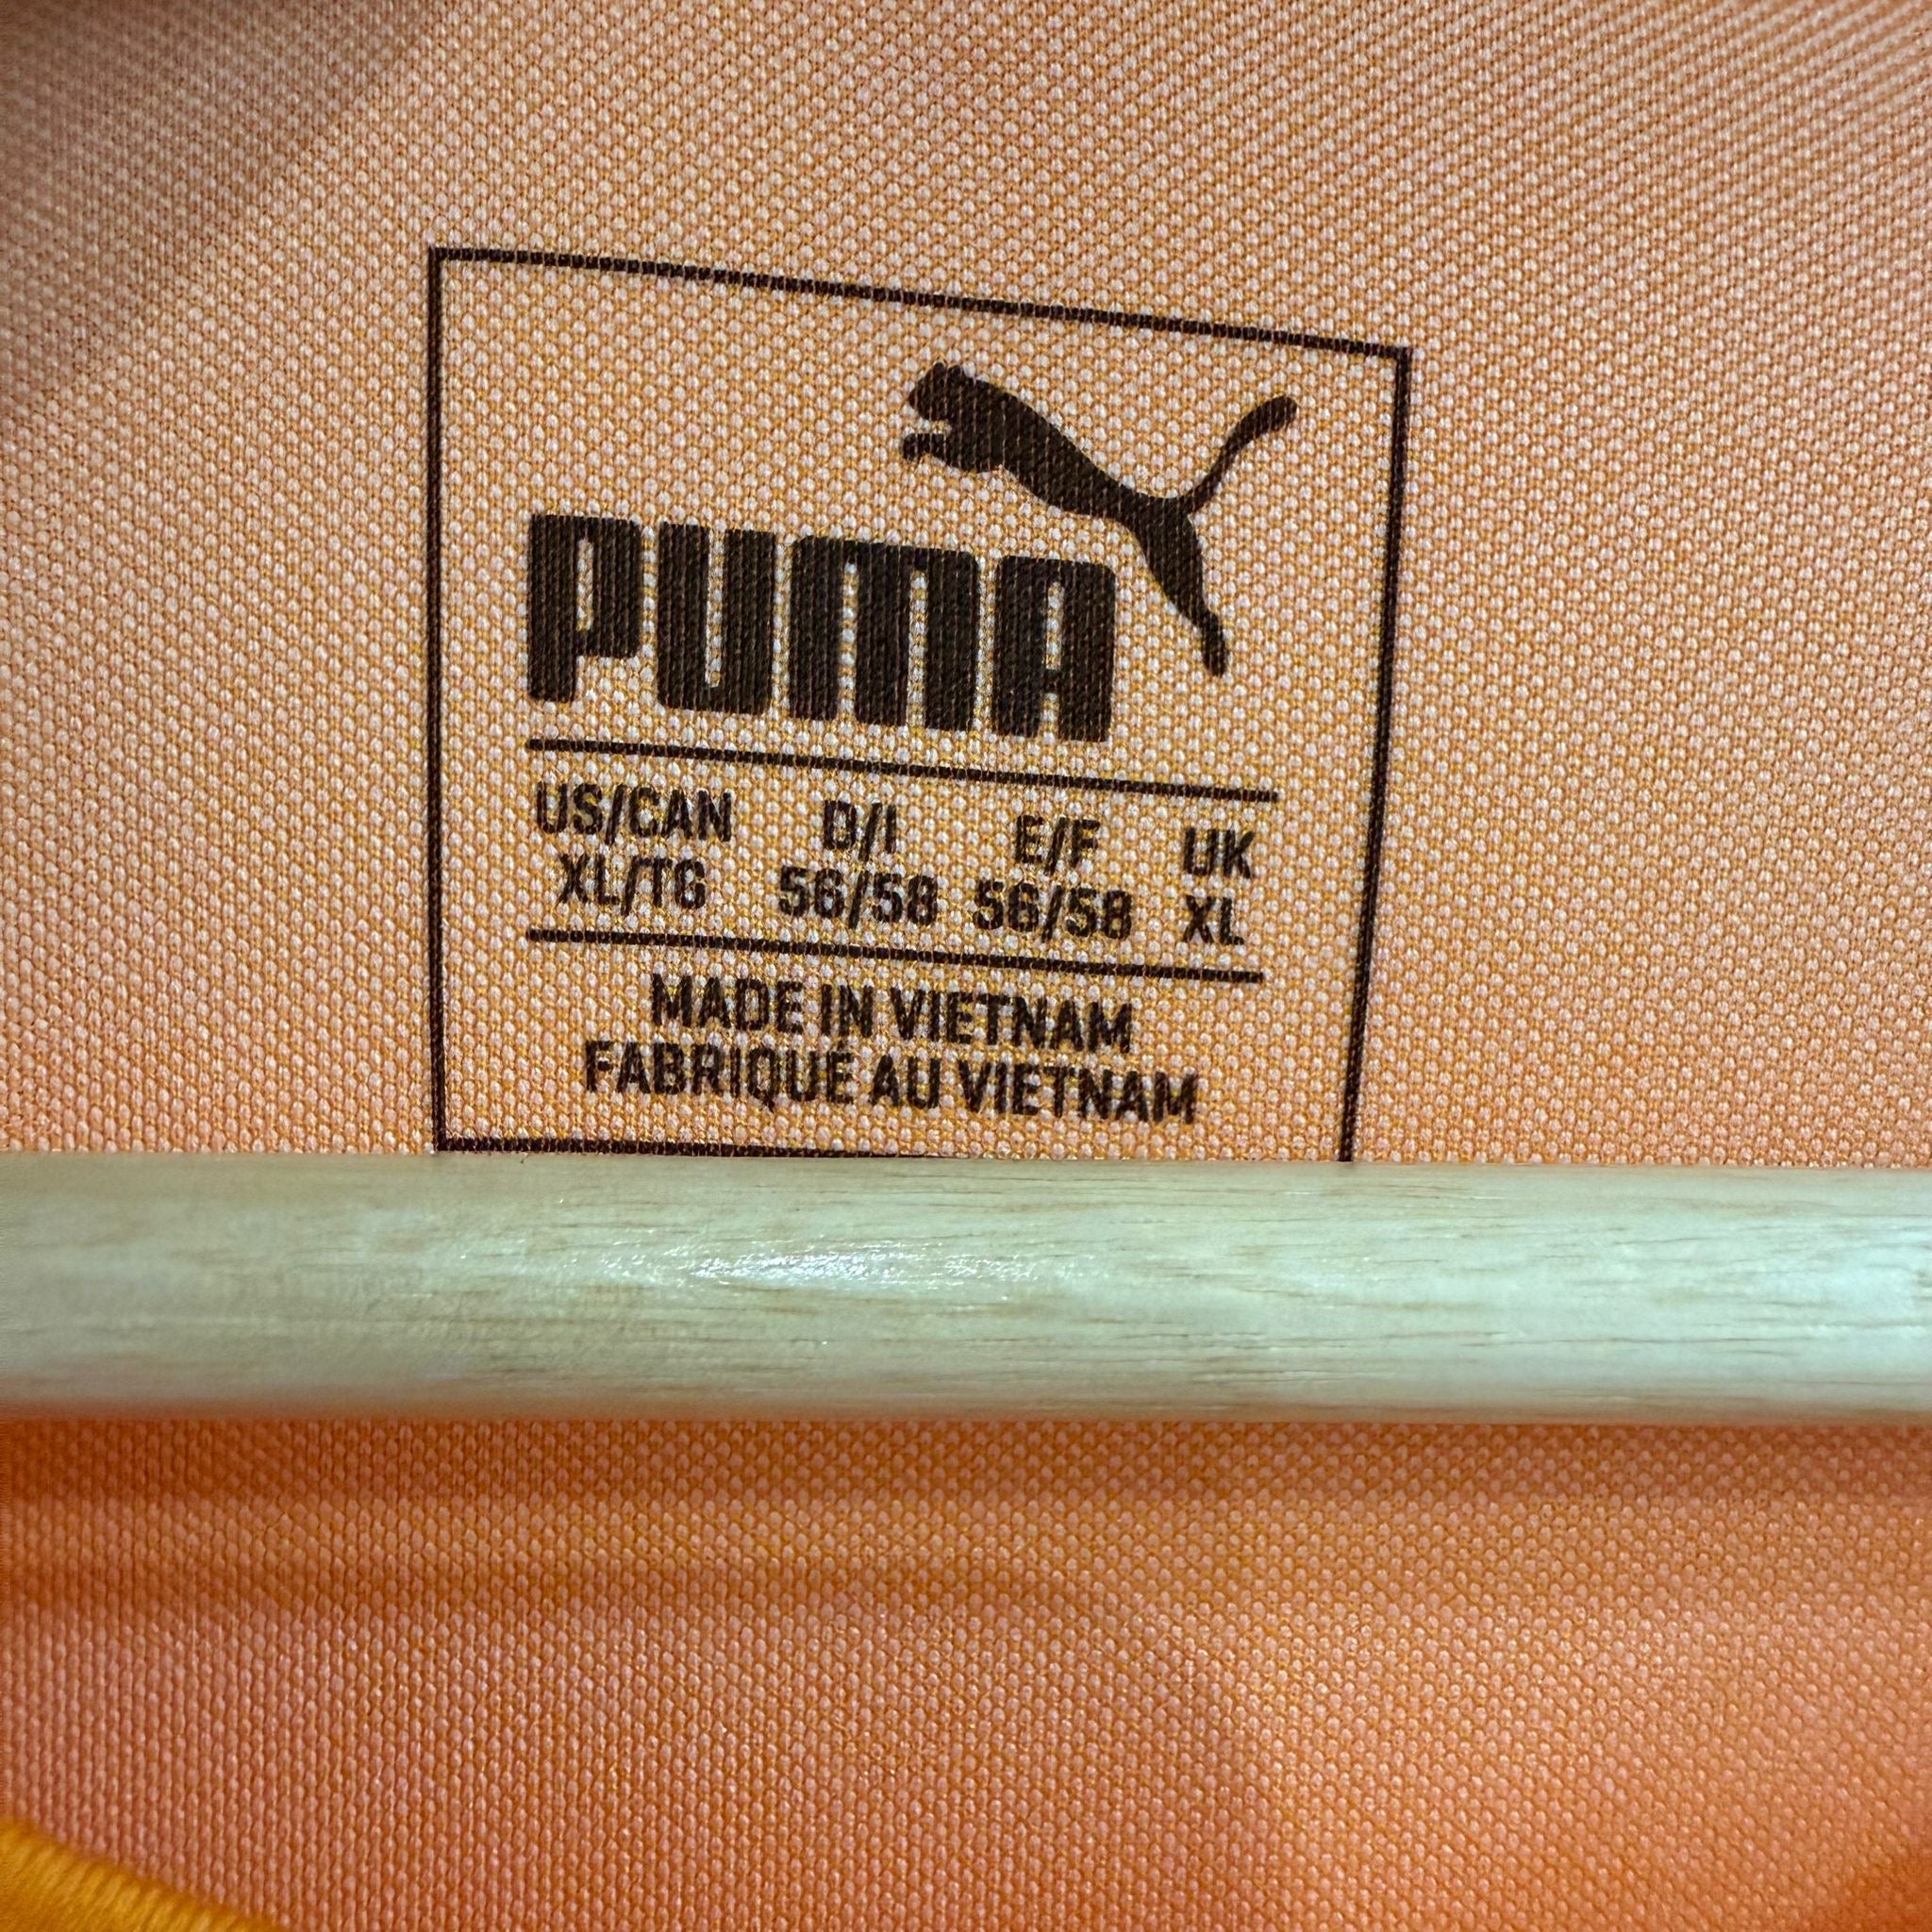 PUMA
US/CAN D/I E/F UK
XL/TG 56/58 56/58 XL
MADE IN VIETNAM
FABRIQUÉ AU VIETNAM